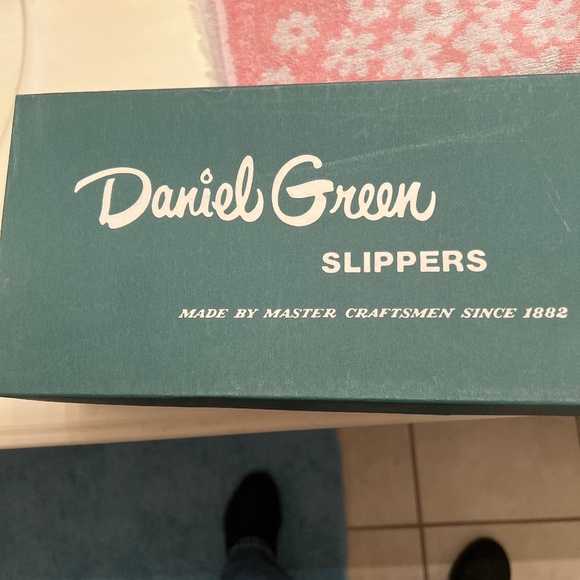 Daniel Green
SLIPPERS
MADE BY MASTER CRAFTSMEN SINCE 1882